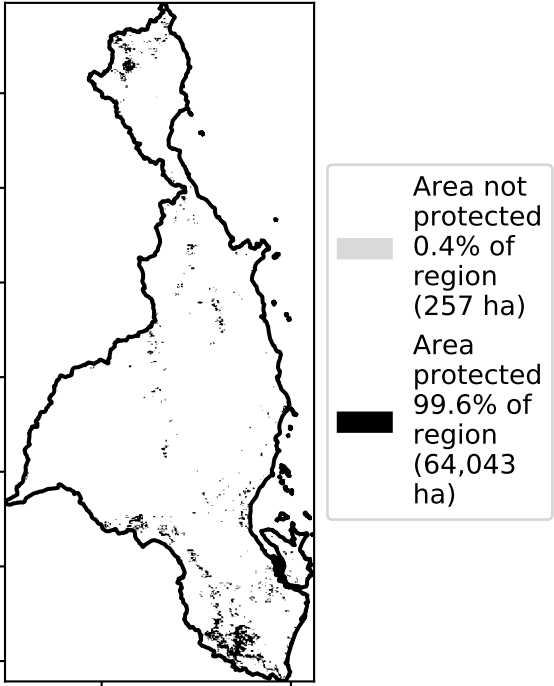 Area not
protected
0.4% of
region
(257 ha)
Area
protected
99.6% of
region
(64,043
ha)